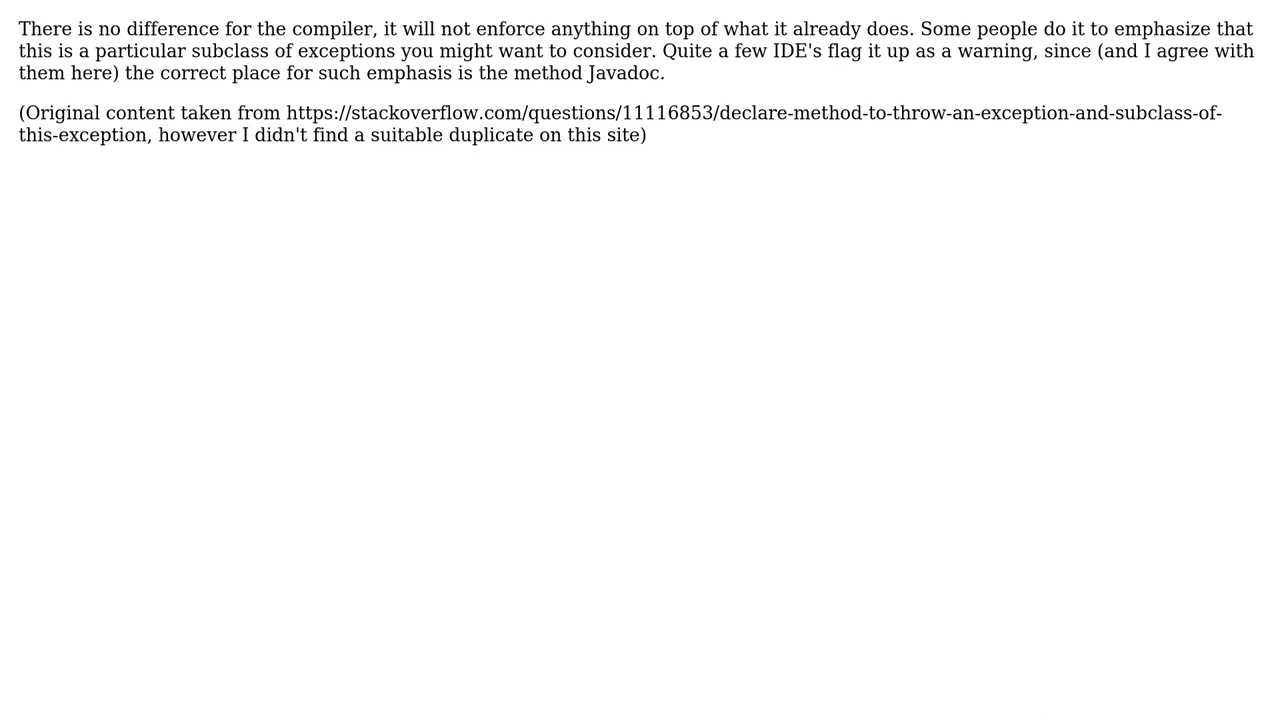 There is no difference for the compiler, it will not enforce anything on top of what it already does. Some people do it to emphasize that
this is a particular subclass of exceptions you might want to consider. Quite a few IDE's flag it up as a warning, since (and I agree with
them here) the correct place for such emphasis is the method Javadoc.
(Original content taken from https://stackoverflow.com/questions/11116853/declare-method-to-throw-an-exception-and-subclass-of-
this-exception, however I didn't find a suitable duplicate on this site)